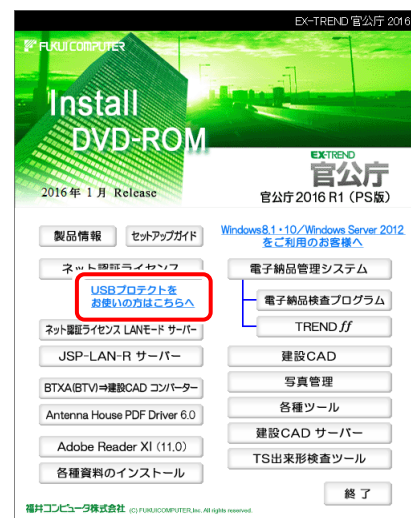 EX-TREND 官公庁 2016
FUKUI COMPUTER
Install
DVD-ROM
EX-TREND
官公庁
2016年 1月 Release
官公庁2016 R1（PS版）
製品情報
セットアップガイド
Windows8.1・10／Windows Server 2012
をご利用のお客様へ
ネット認証ライセンス
USBプロテクトを
お使いの方はこちらへ
ネット認証ライセンス LANモード サーバー
JSP-LAN-R サーバー
BTXA(BTV)⇒建設CAD コンバーター
Antenna House PDF Driver 6.0
Adobe Reader XI (11.0)
各種資料のインストール
電子納品管理システム
電子納品検査プログラム
TREND ff
建設CAD
写真管理
各種ツール
建設CAD サーバー
TS出来形検査ツール
終 了
福井コンピュータ株式会社 (C) FUKUICOMPUTER,Inc. All rights reserved.